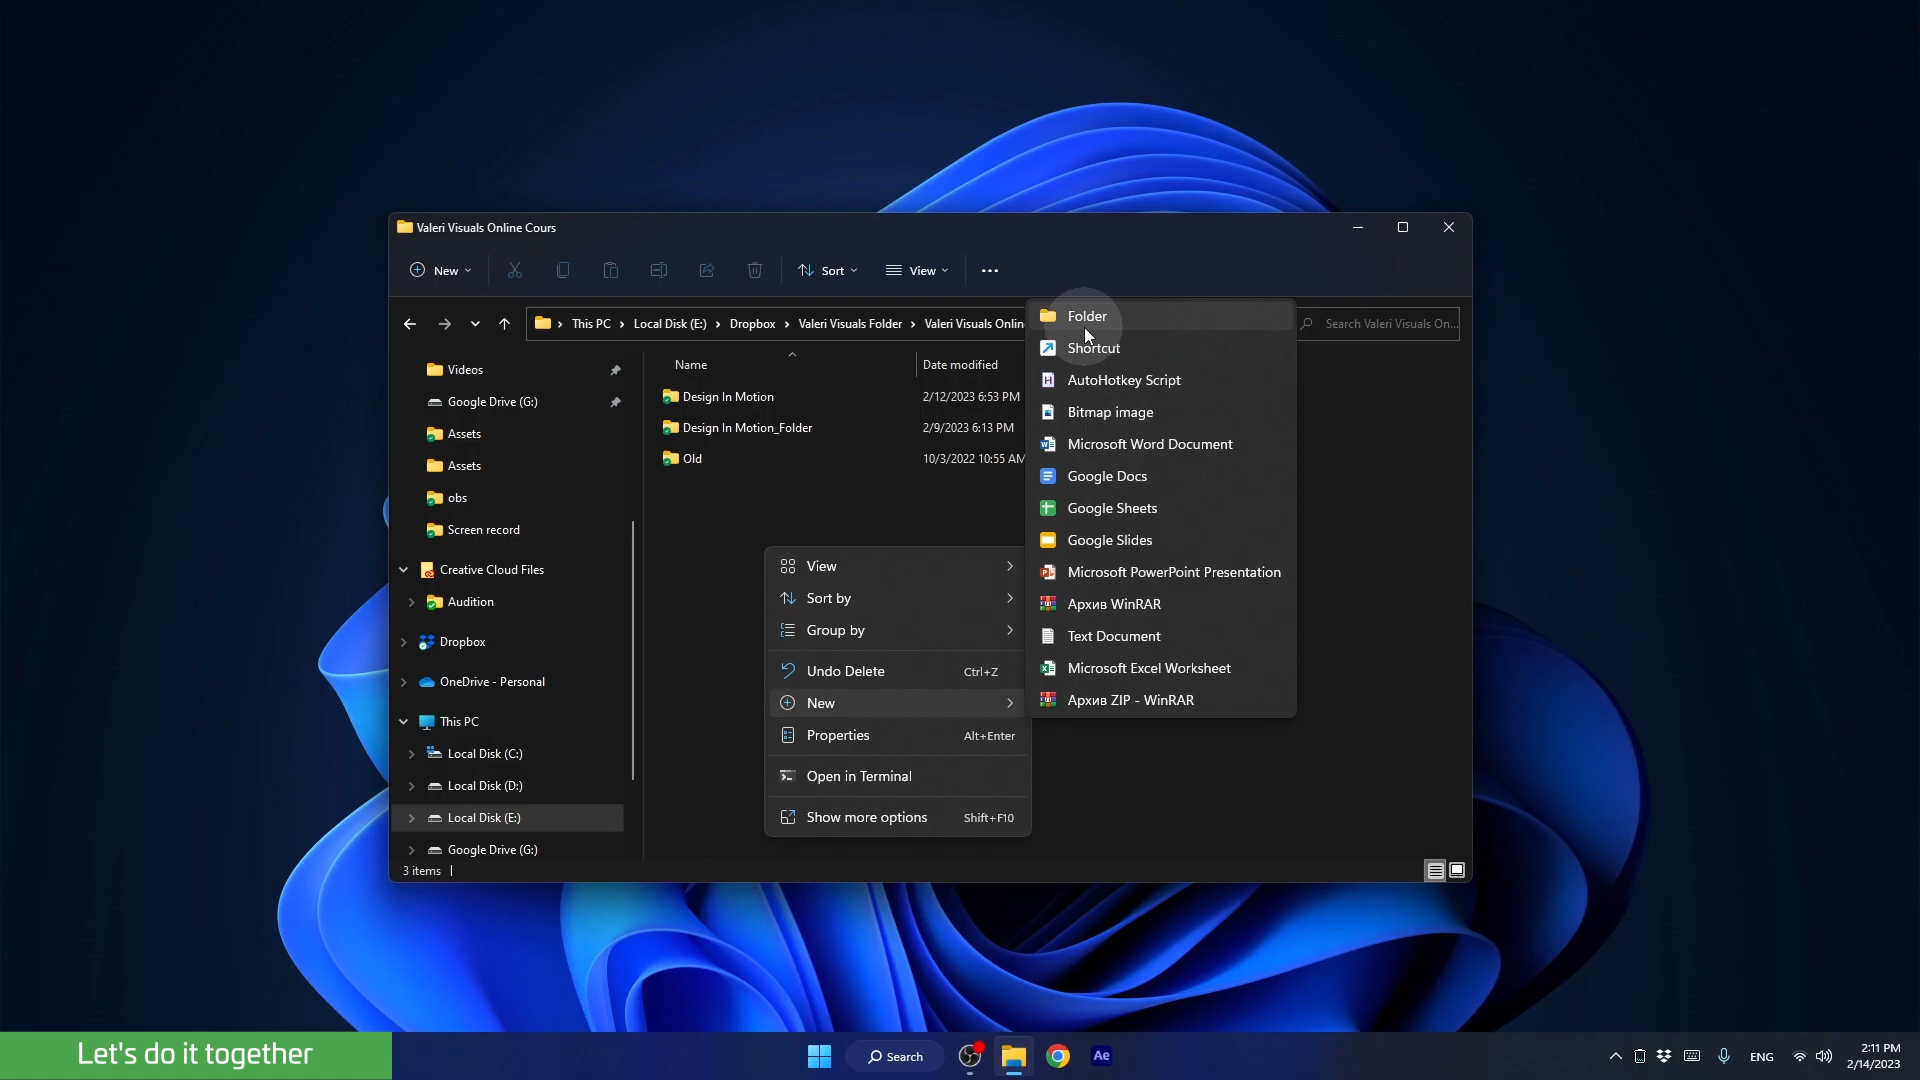 Valeri Visuals Online Cours
New
Sort
View
This PC
Local Disk (E:)
Dropbox
Valeri Visuals Folder
Valeri Visuals Onlin
Search Valeri Visuals On...
Videos
Google Drive (G:)
Assets
Assets
obs
Screen record
Creative Cloud Files
Audition
Dropbox
OneDrive - Personal
This PC
Local Disk (C:)
Local Disk (D:)
Local Disk (E:)
Google Drive (G:)
Name
Date modified
Design In Motion
2/12/2023 6:53 PM
Design In Motion_Folder
2/9/2023 6:13 PM
Old
10/3/2022 10:55 AM
View
Sort by
Group by
Undo Delete
Ctrl+Z
New
Properties
Alt+Enter
Open in Terminal
Show more options
Shift+F10
Folder
Shortcut
AutoHotkey Script
Bitmap image
Microsoft Word Document
Google Docs
Google Sheets
Google Slides
Microsoft PowerPoint Presentation
Архив WinRAR
Text Document
Microsoft Excel Worksheet
Архив ZIP - WinRAR
3 items
Let's do it together
Search
Ae
ENG
2:11 PM
2/14/2023